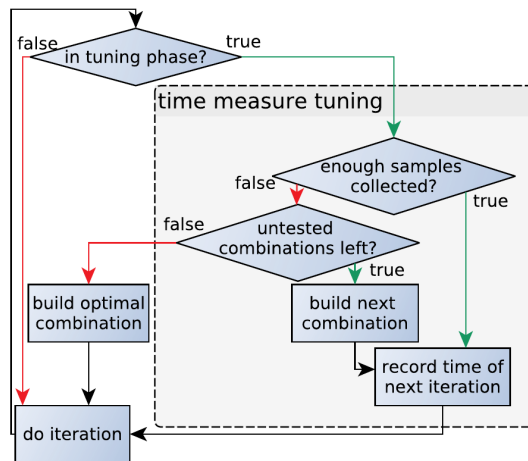 in tuning phase?
false
true
time measure tuning
enough samples
collected?
false
true
untested
combinations left?
false
true
build optimal
combination
build next
combination
record time of
next iteration
do iteration